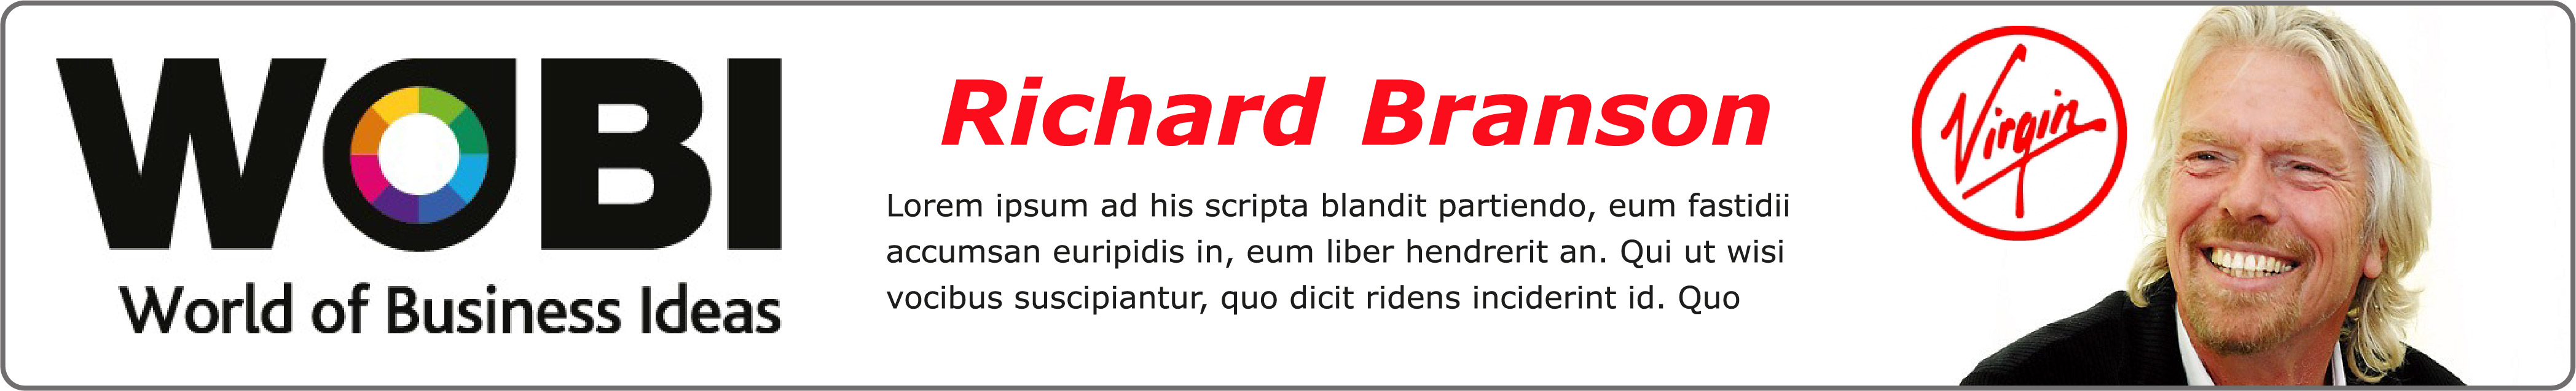 WOBI
World of Business Ideas
Richard Branson
Lorem ipsum ad his scripta blandit partiendo, eum fastidii
accumsan euripidis in, eum liber hendrerit an. Qui ut wisi
vocibus suscipiantur, quo dicit ridens inciderint id. Quo
Virgin